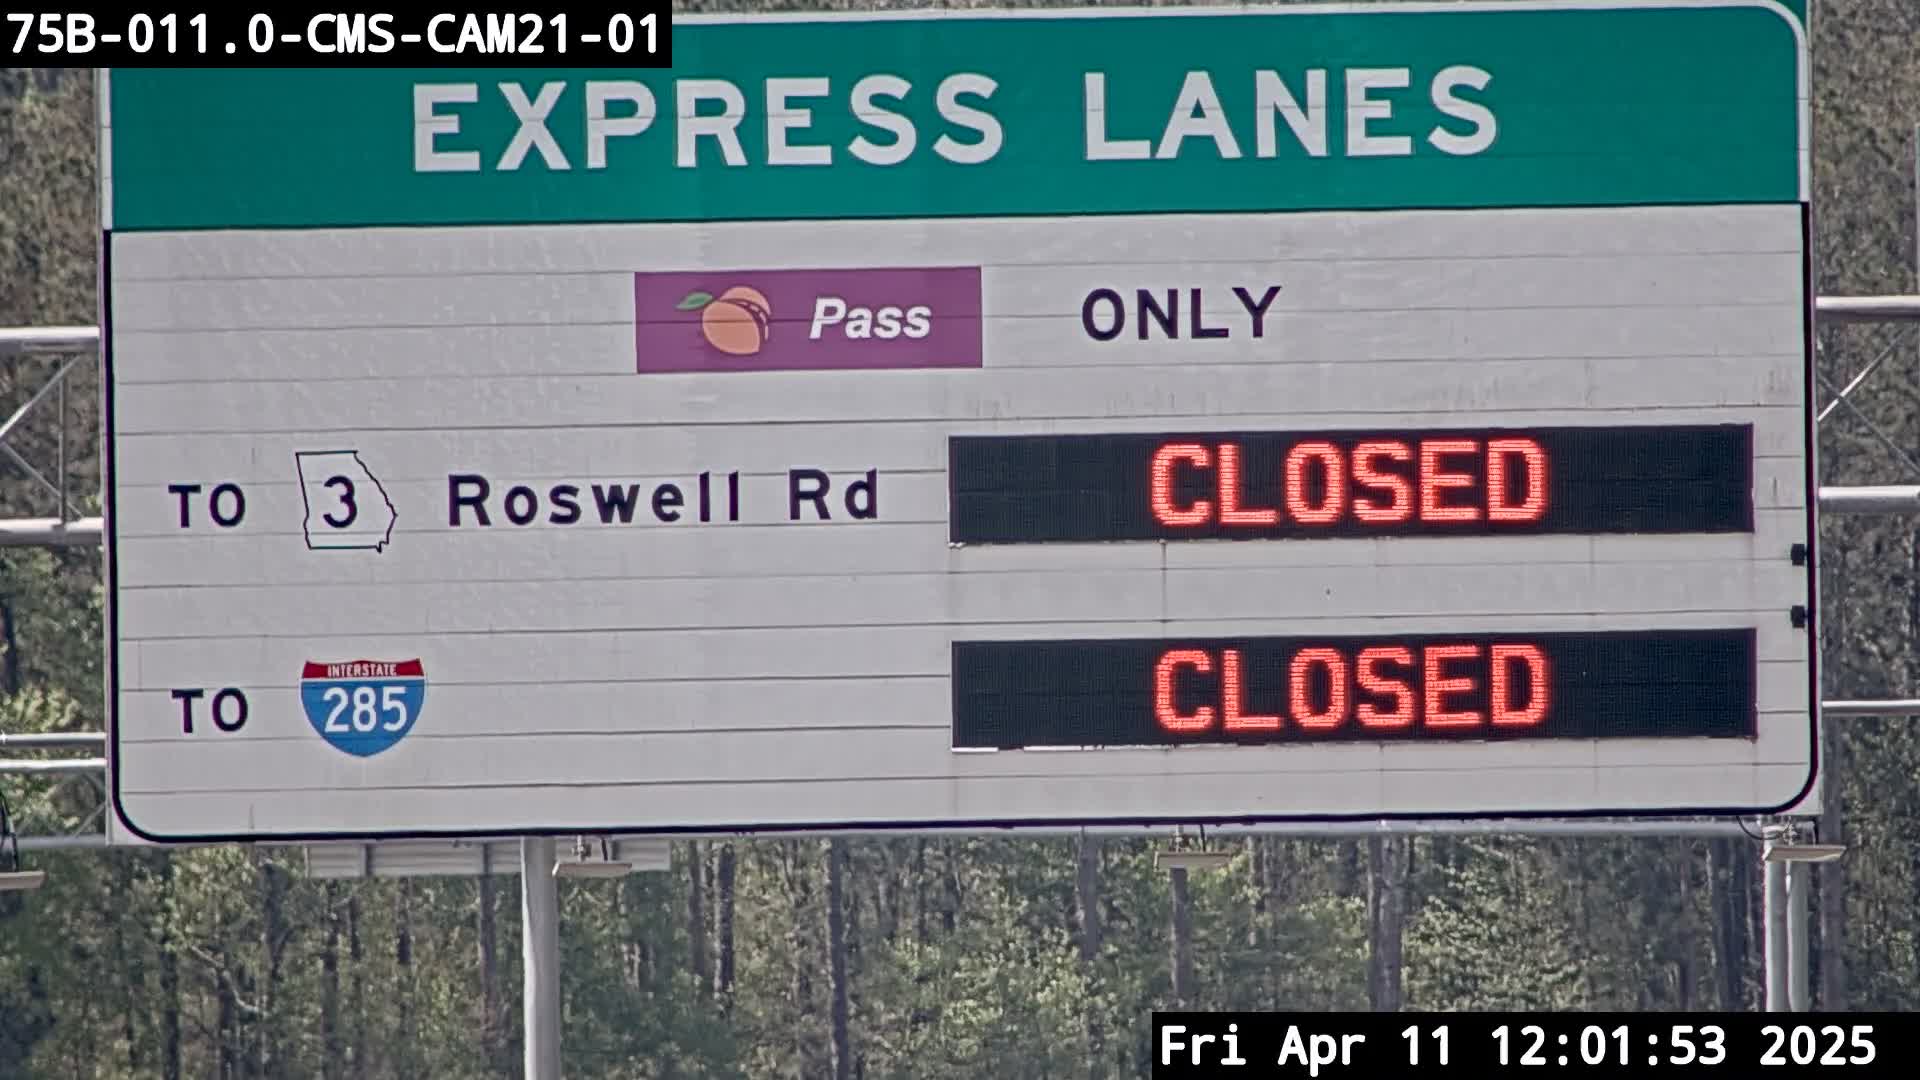 75B-011.0-CMS-CAM21-01
EXPRESS LANES
Pass ONLY
TO 3 Roswell Rd CLOSED
INTERSTATE
TO 285 CLOSED
Fri Apr 11 12:01:53 2025